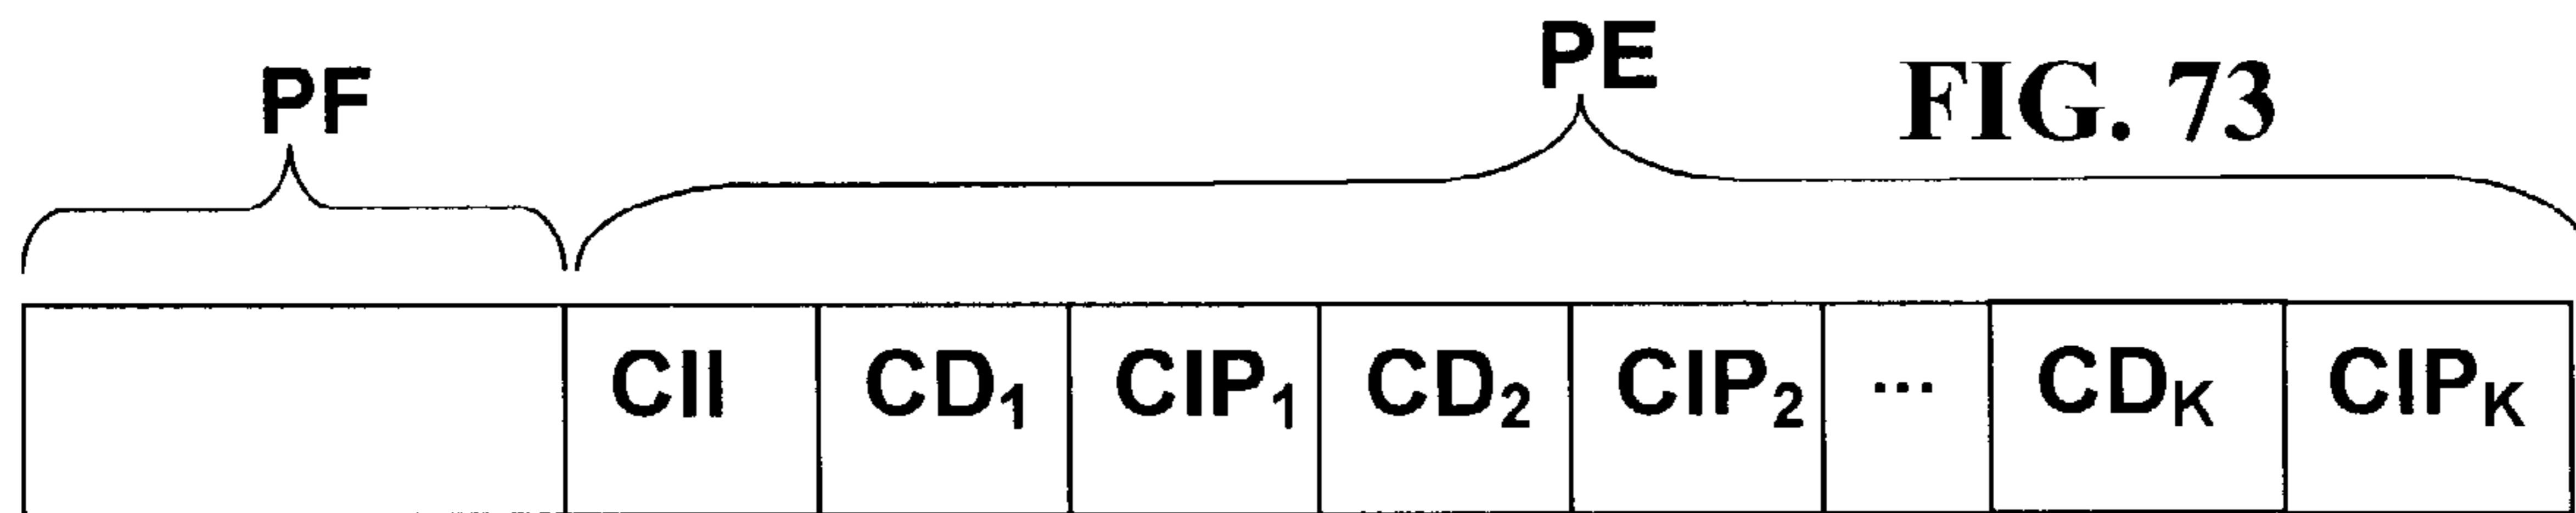 PE
PF
FIG. 73
CII CD₁ CIP₁ CD₂ CIP₂ ... CDK CIPK